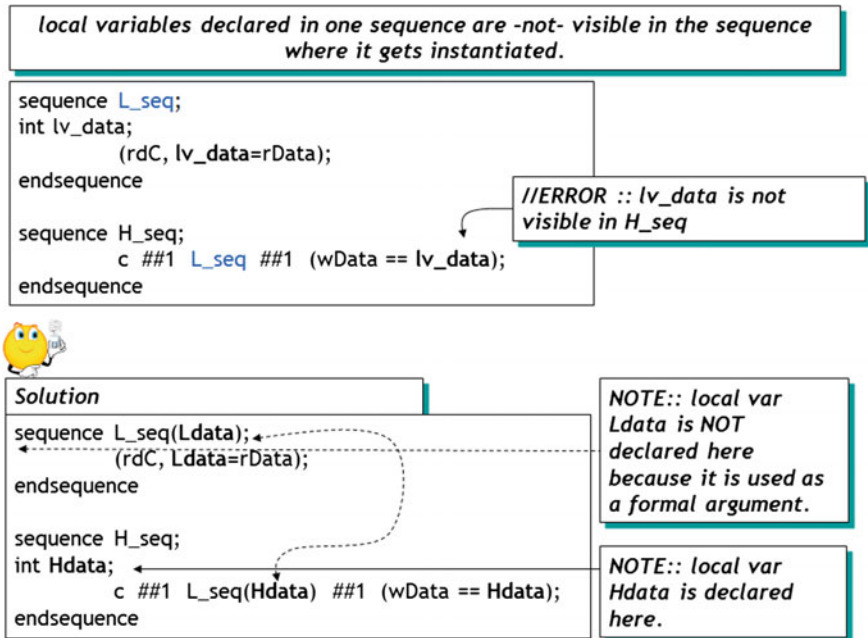 local variables declared in one sequence are -not- visible in the sequence
where it gets instantiated.
sequence L_seq;
int lv_data;
(rdC, lv_data=rData);
endsequence
//ERROR :: lv_data is not
visible in H_seq
sequence H_seq;
c ##1 L_seq ##1 (wData == lv_data);
endsequence
Solution
sequence L_seq(Ldata);
(rdC, Ldata=rData);
endsequence
NOTE:: local var
Ldata is NOT
declared here
because it is used as
a formal argument.
sequence H_seq;
int Hdata;
c ##1 L_seq(Hdata) ##1 (wData == Hdata);
endsequence
NOTE:: local var
Hdata is declared
here.